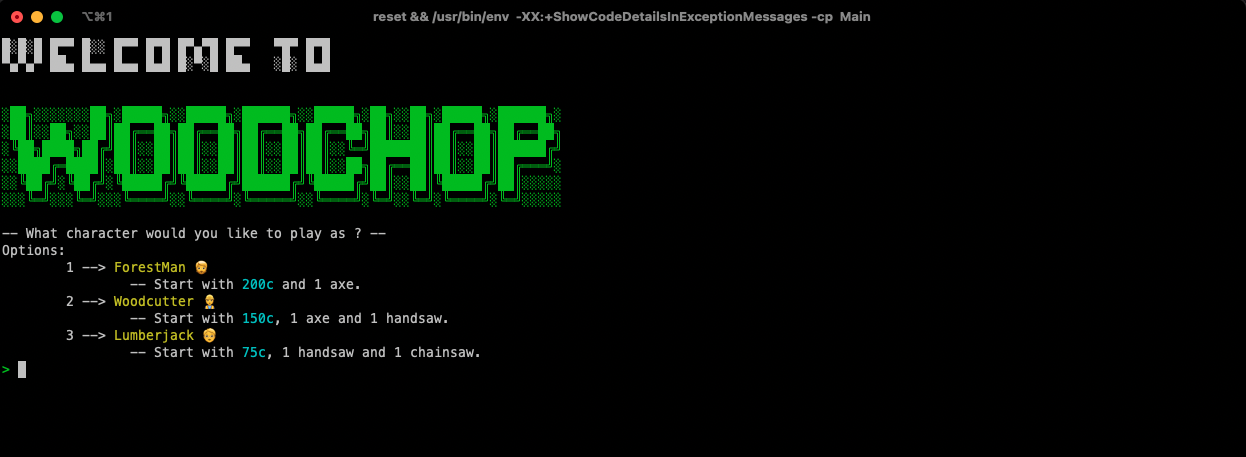 ⌥⌘1 reset && /usr/bin/env -XX:+ShowCodeDetailsInExceptionMessages -cp Main
WELCOME TO
WOODCHOP
-- What character would you like to play as ? --
Options:
1 --> ForestMan 🧑‍🦰
-- Start with 200c and 1 axe.
2 --> Woodcutter
-- Start with 150c, 1 axe and 1 handsaw.
3 --> Lumberjack
-- Start with 75c, 1 handsaw and 1 chainsaw.
>